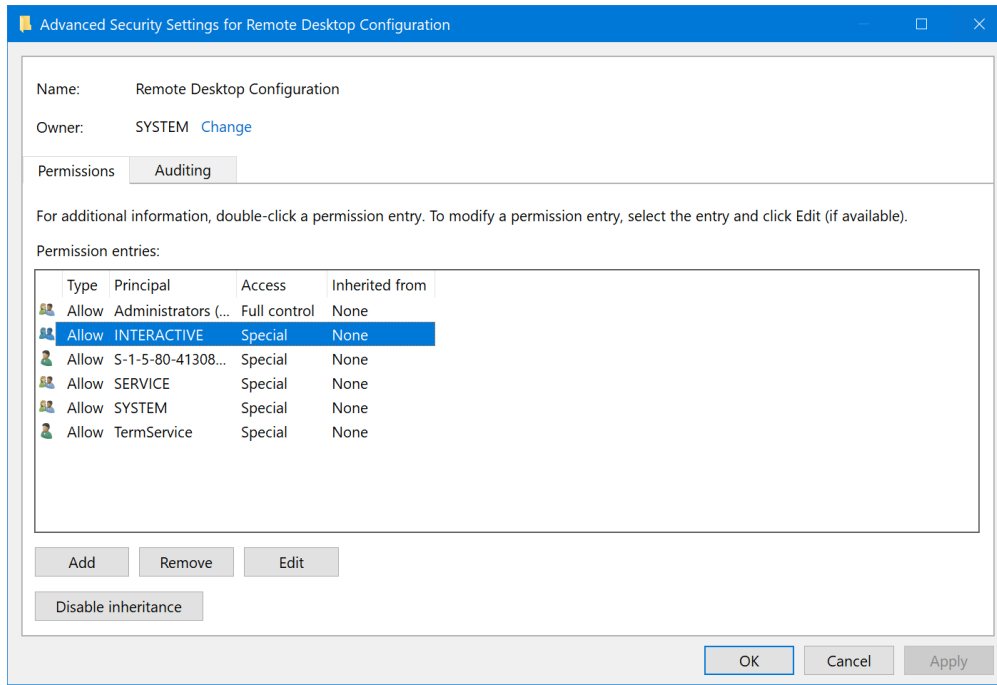 Advanced Security Settings for Remote Desktop Configuration
Name: Remote Desktop Configuration
Owner: SYSTEM Change
Permissions Auditing
For additional information, double-click a permission entry. To modify a permission entry, select the entry and click Edit (if available).
Permission entries:
Type Principal Access Inherited from
Allow Administrators (... Full control None
Allow INTERACTIVE Special None
Allow S-1-5-80-41308... Special None
Allow SERVICE Special None
Allow SYSTEM Special None
Allow TermService Special None
Add Remove Edit
Disable inheritance
OK Cancel Apply